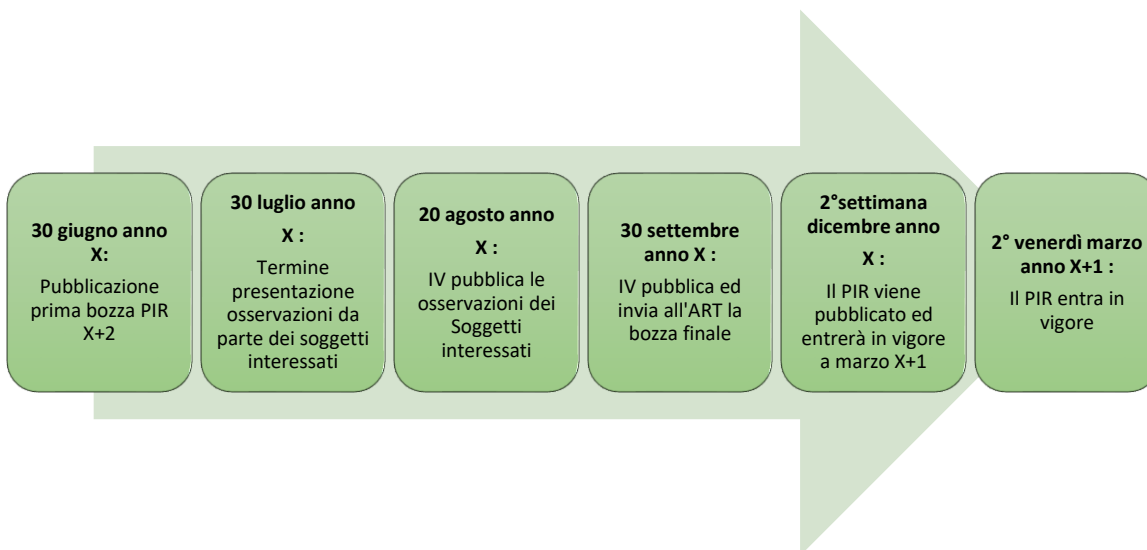 30 giugno anno
X:
Pubblicazione
prima bozza PIR
X+2
30 luglio anno
X :
Termine
presentazione
osservazioni da
parte dei soggetti
interessati
20 agosto anno
X :
IV pubblica le
osservazioni dei
Soggetti
interessati
30 settembre
anno X :
IV pubblica ed
invia all'ART la
bozza finale
2°settimana
dicembre anno
X :
Il PIR viene
pubblicato ed
entrerà in vigore
a marzo X+1
2° venerdì marzo
anno X+1 :
Il PIR entra in
vigore